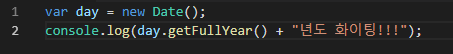 1 var day = new Date();
2 console.log(day.getFullYear() + "년도 화이팅!!!");